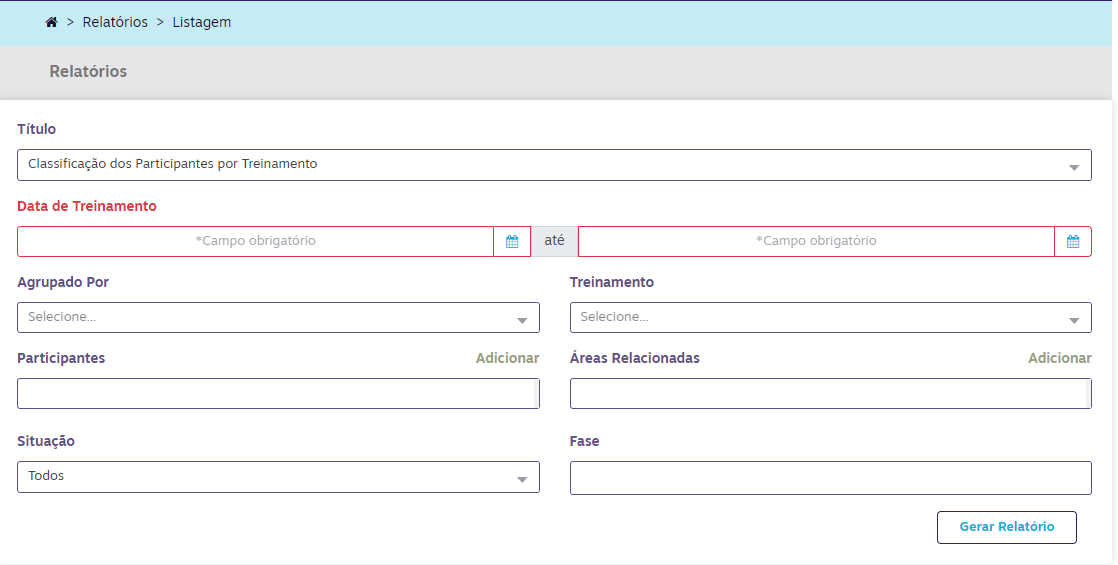 > Relatórios > Listagem
Relatórios
Título
Classificação dos Participantes por Treinamento
Data de Treinamento
*Campo obrigatório até *Campo obrigatório
Agrupado Por Treinamento
Selecione... Selecione...
Participantes Adicionar Áreas Relacionadas Adicionar
Situação Fase
Todos
Gerar Relatório